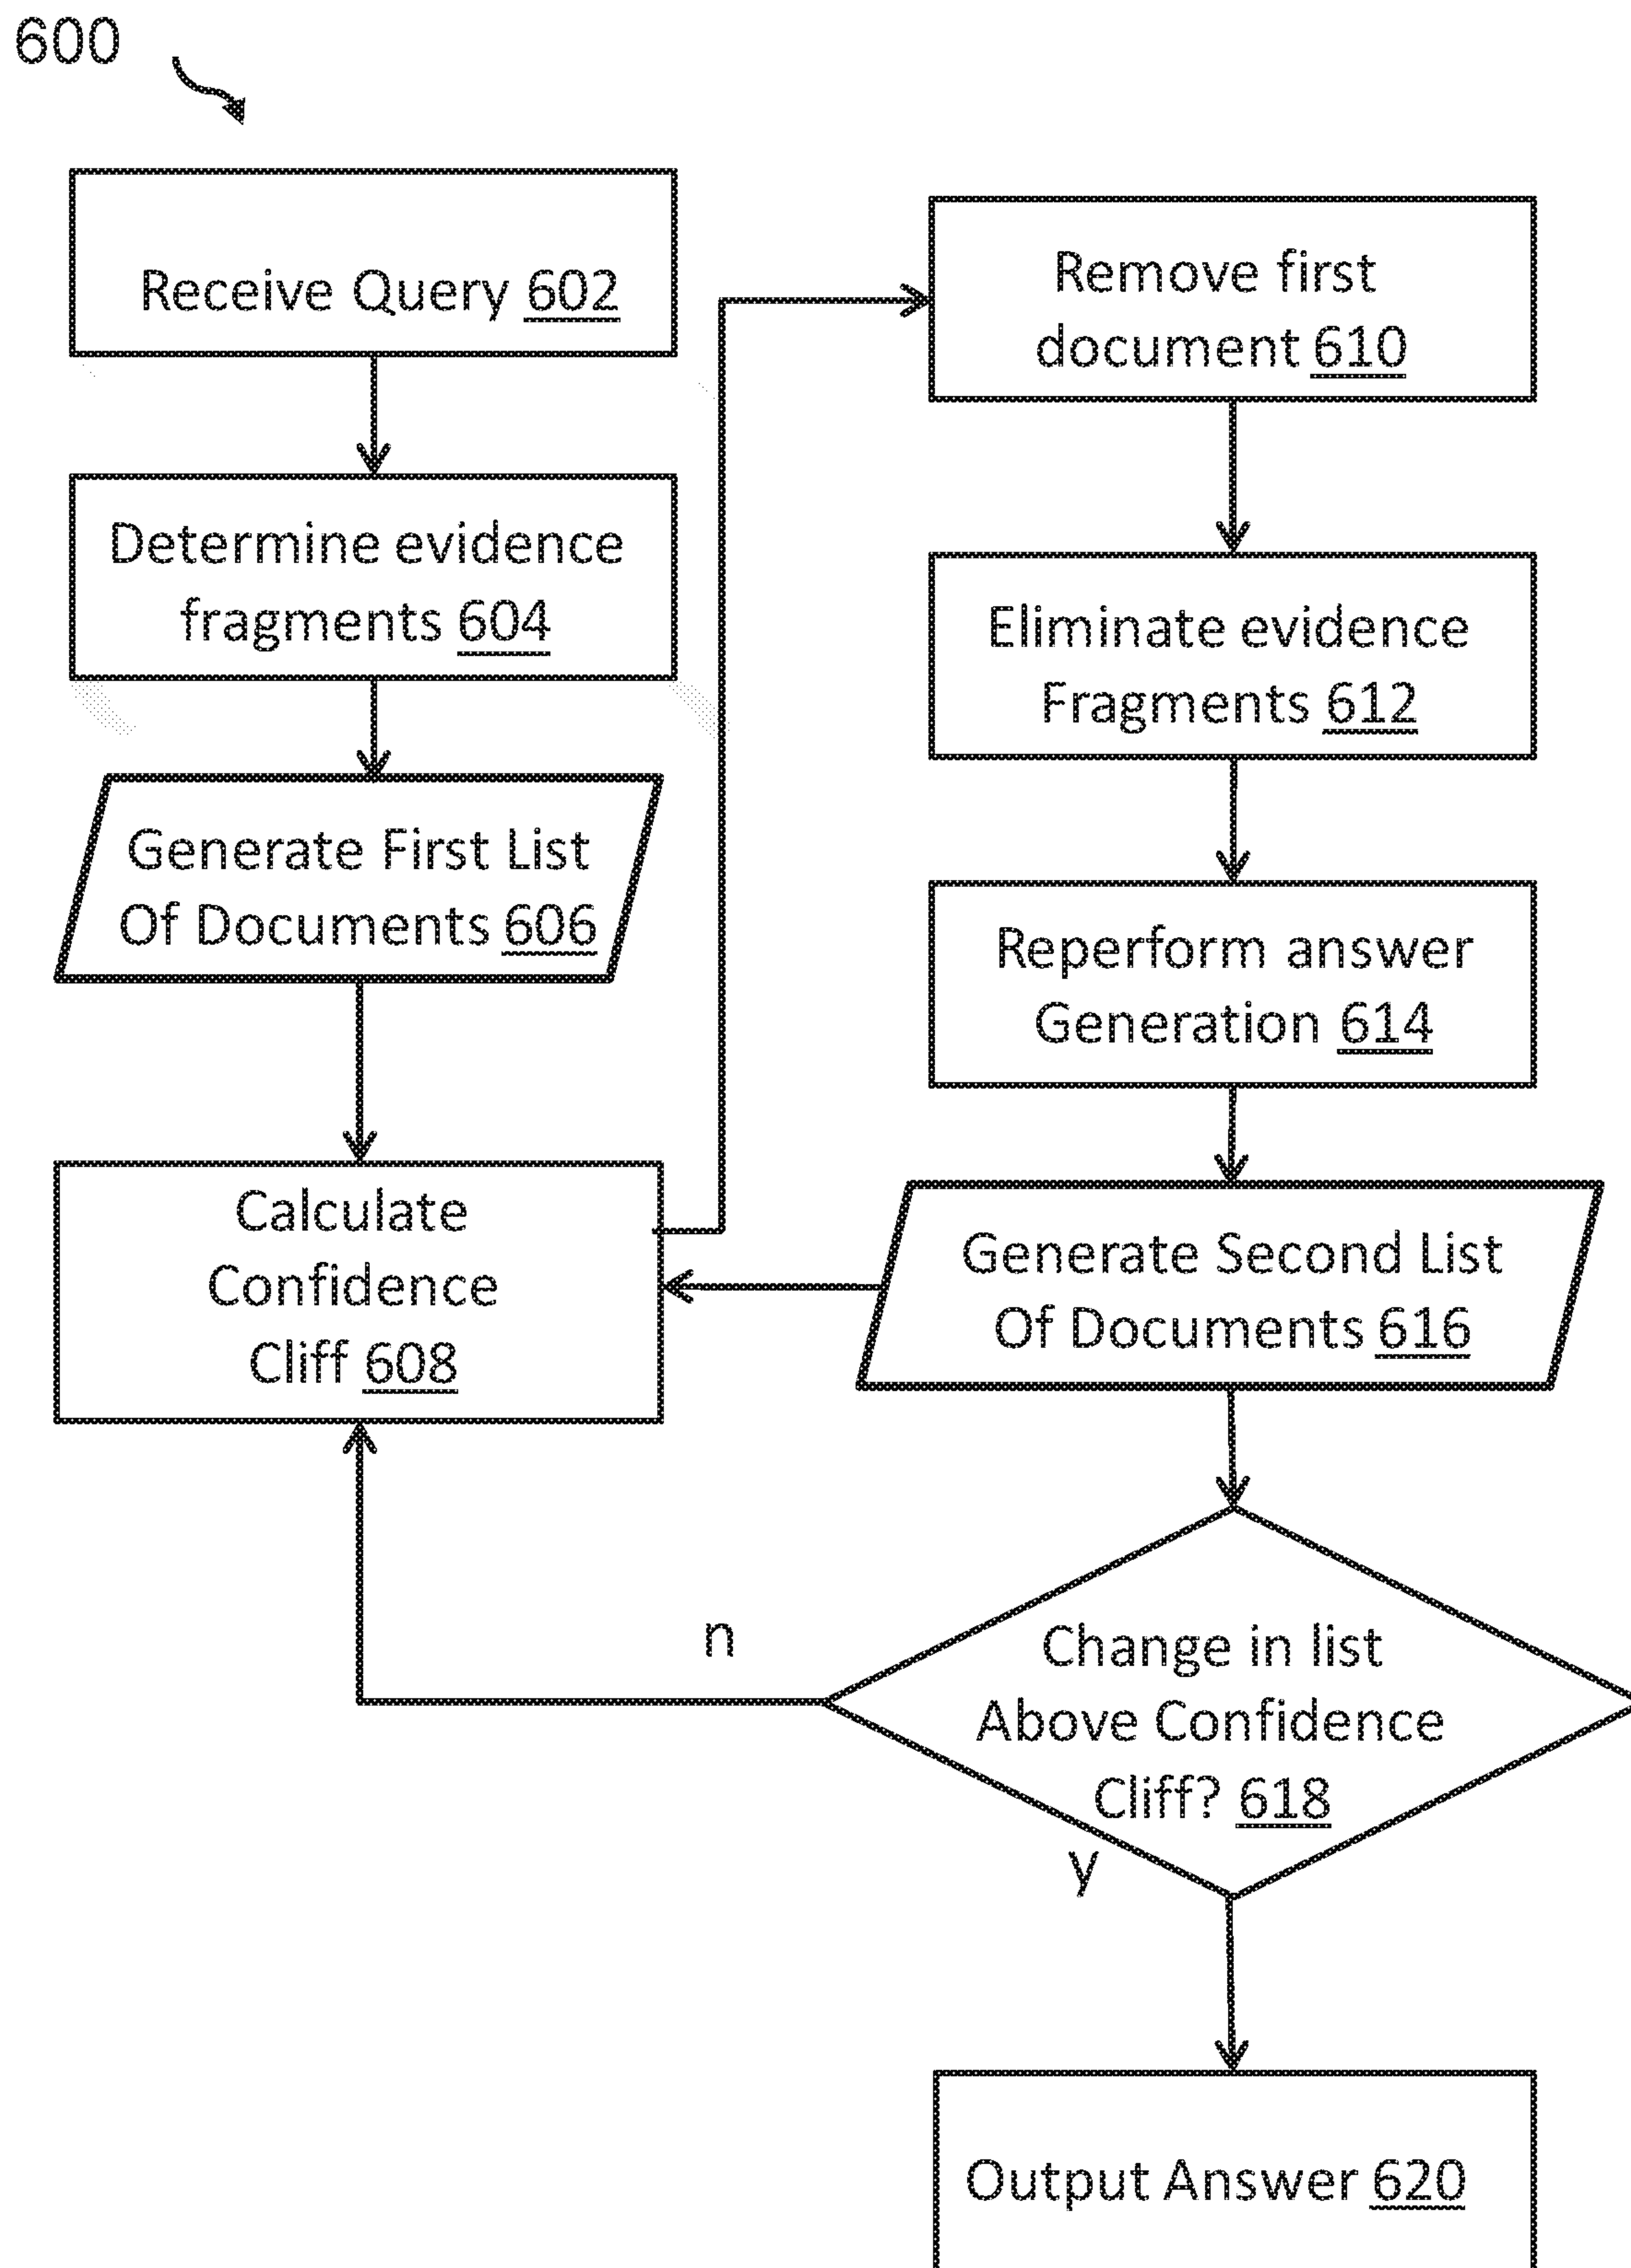 600
Receive Query 602
Determine evidence
fragments 604
Generate First List
Of Documents 606
Calculate
Confidence
Cliff 608
Remove first
document 610
Eliminate evidence
Fragments 612
Reperform answer
Generation 614
Generate Second List
Of Documents 616
Change in list
Above Confidence
Cliff? 618
n
y
Output Answer 620